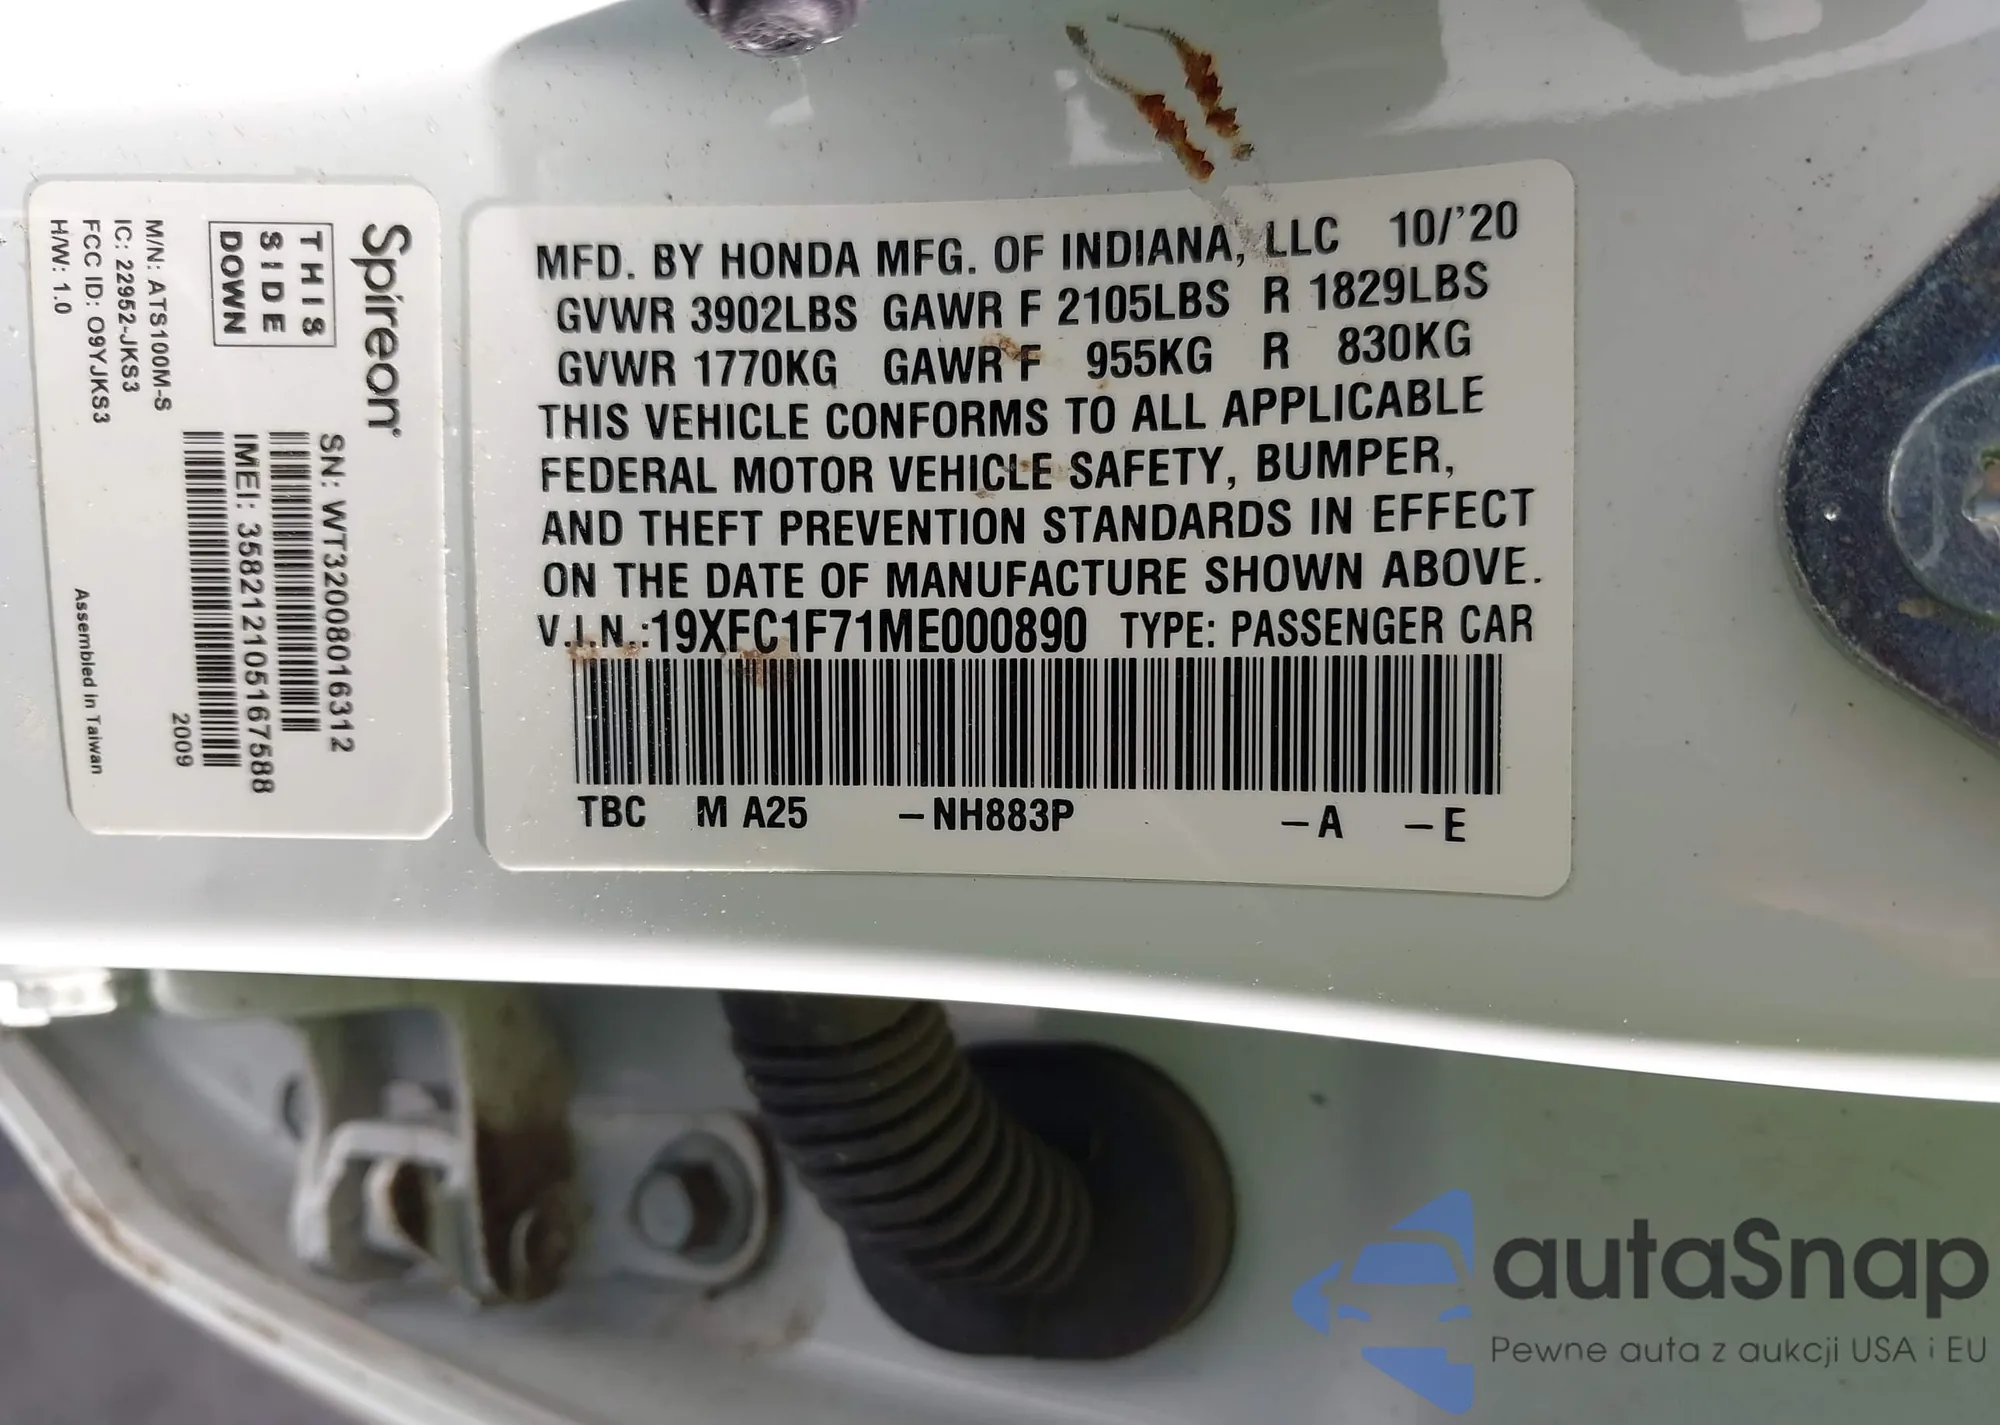 Spireon
THIS
SIDE
DOWN
SN: WT32008016312
IMEI: 358212105167588
2009
M/N: ATS100M-S
IC: 22952-JKS3
FCC ID: O9YJKS3
H/W: 1.0
Assembled in Taiwan
MFD. BY HONDA MFG. OF INDIANA, LLC 10/'20
GVWR 3902LBS GAWR F 2105LBS R 1829LBS
GVWR 1770KG GAWR F 955KG R 830KG
THIS VEHICLE CONFORMS TO ALL APPLICABLE
FEDERAL MOTOR VEHICLE SAFETY, BUMPER,
AND THEFT PREVENTION STANDARDS IN EFFECT
ON THE DATE OF MANUFACTURE SHOWN ABOVE.
V.I.N.:19XFC1F71ME000890 TYPE: PASSENGER CAR
TBC M A25 –NH883P –A –E
autaSnap
Pewne auta z aukcji USA i EU